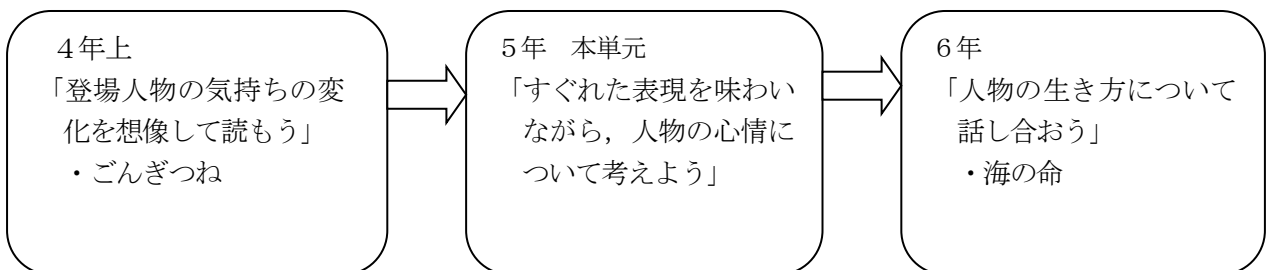 ４年上
「登場人物の気持ちの変
化を想像して読もう」
・ごんぎつね
５年　本単元
「すぐれた表現を味わい
ながら，人物の心情に
ついて考えよう」
６年
「人物の生き方について
話し合おう」
・海の命